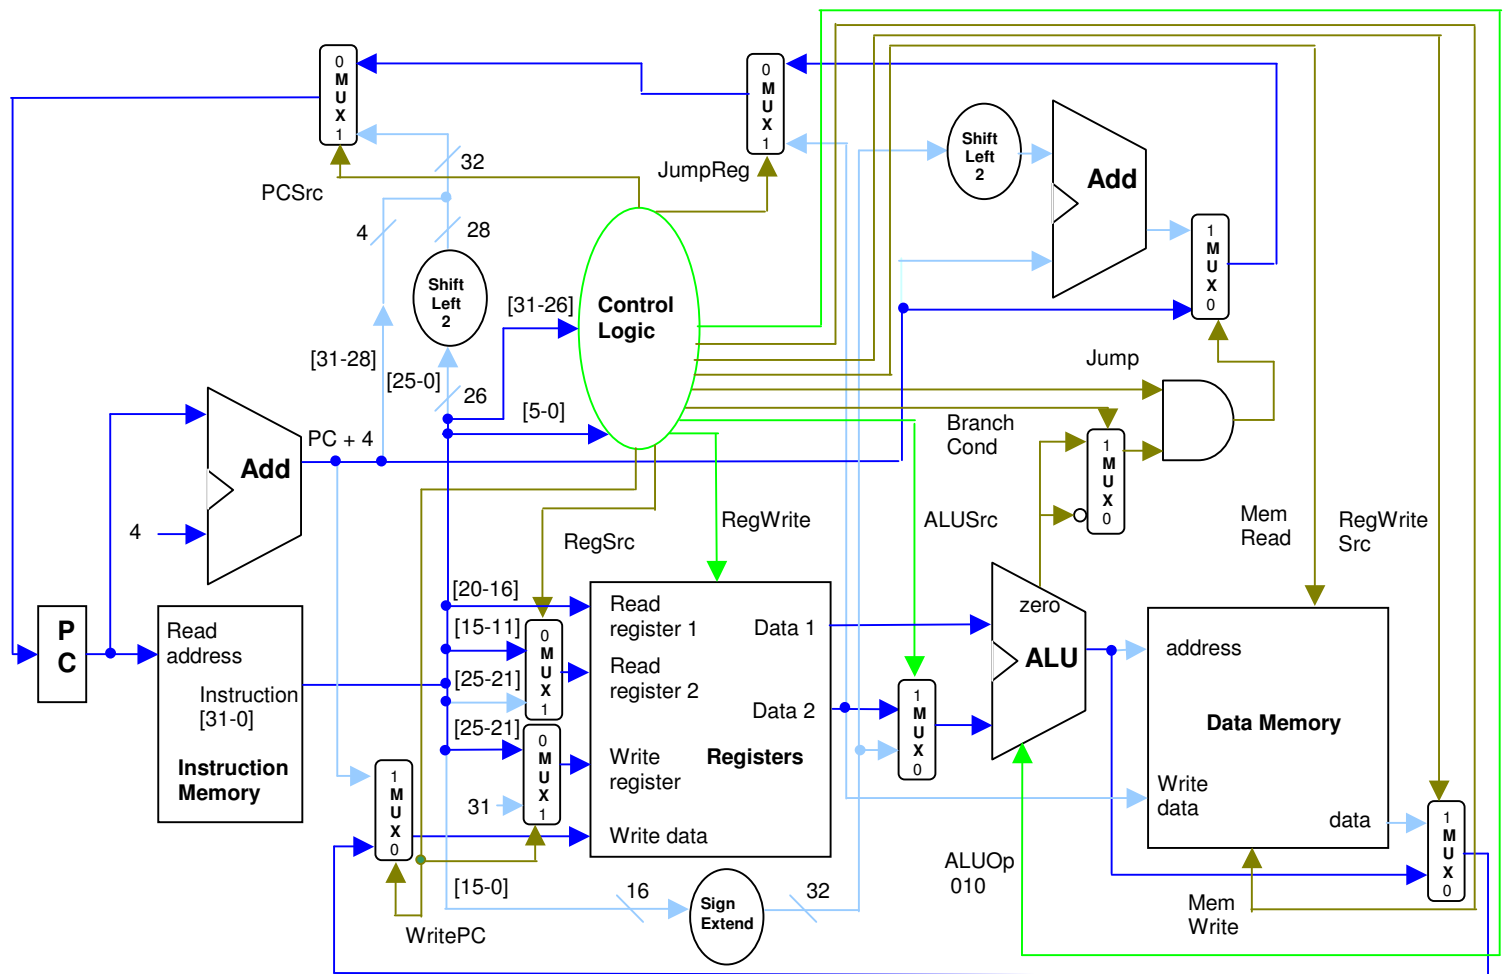 0
M
U
X
1
PCSrc
32
4
28
Shift
Left
2
[31-28]
[25-0]
26
[31-26]
[5-0]
Control
Logic
JumpReg
0
M
U
X
1
Shift
Left
2
Add
1
M
U
X
0
Jump
Branch
Cond
1
M
U
X
0
PC + 4
Add
4
P
C
Read
address
Instruction
[31-0]
Instruction
Memory
RegSrc
RegWrite
ALUSrc
Mem
Read
RegWrite
Src
[20-16]
[15-11]
[25-21]
[25-21]
31
0
M
U
X
1
0
M
U
X
1
1
M
U
X
0
Read
register 1
Read
register 2
Write
register
Write data
Data 1
Data 2
Registers
1
M
U
X
0
zero
ALU
address
Data Memory
Write
data
data
1
M
U
X
0
[15-0]
16
Sign
Extend
32
WritePC
ALUOp
010
Mem
Write